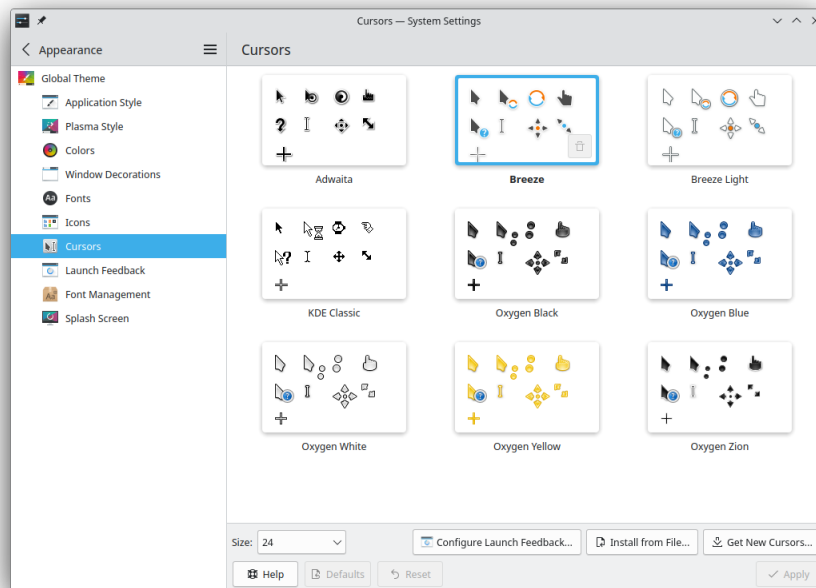 Cursors — System Settings
Appearance
Cursors
Global Theme
Application Style
Plasma Style
Colors
Window Decorations
Aa Fonts
Icons
Cursors
Launch Feedback
Aa Font Management
Splash Screen
Adwaita
Breeze
Breeze Light
KDE Classic
Oxygen Black
Oxygen Blue
Oxygen White
Oxygen Yellow
Oxygen Zion
Size: 24
Configure Launch Feedback...
Install from File...
Get New Cursors...
Help
Defaults
Reset
Apply